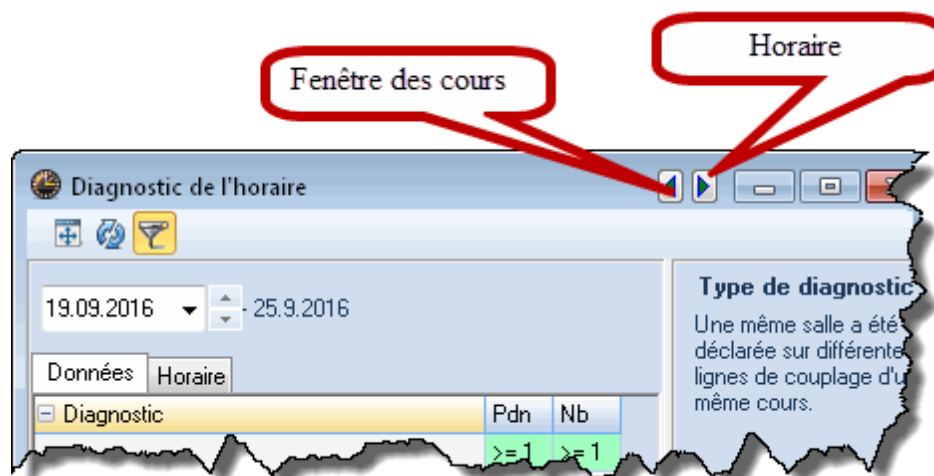 Horaire
Fenêtre des cours
Diagnostic de l'horaire
19.09.2016 - 25.9.2016
Type de diagnostic
Une même salle a été
déclarée sur différente
lignes de couplage d'u
même cours.
Données Horaire
Diagnostic Pdn Nb
>= 1 >= 1